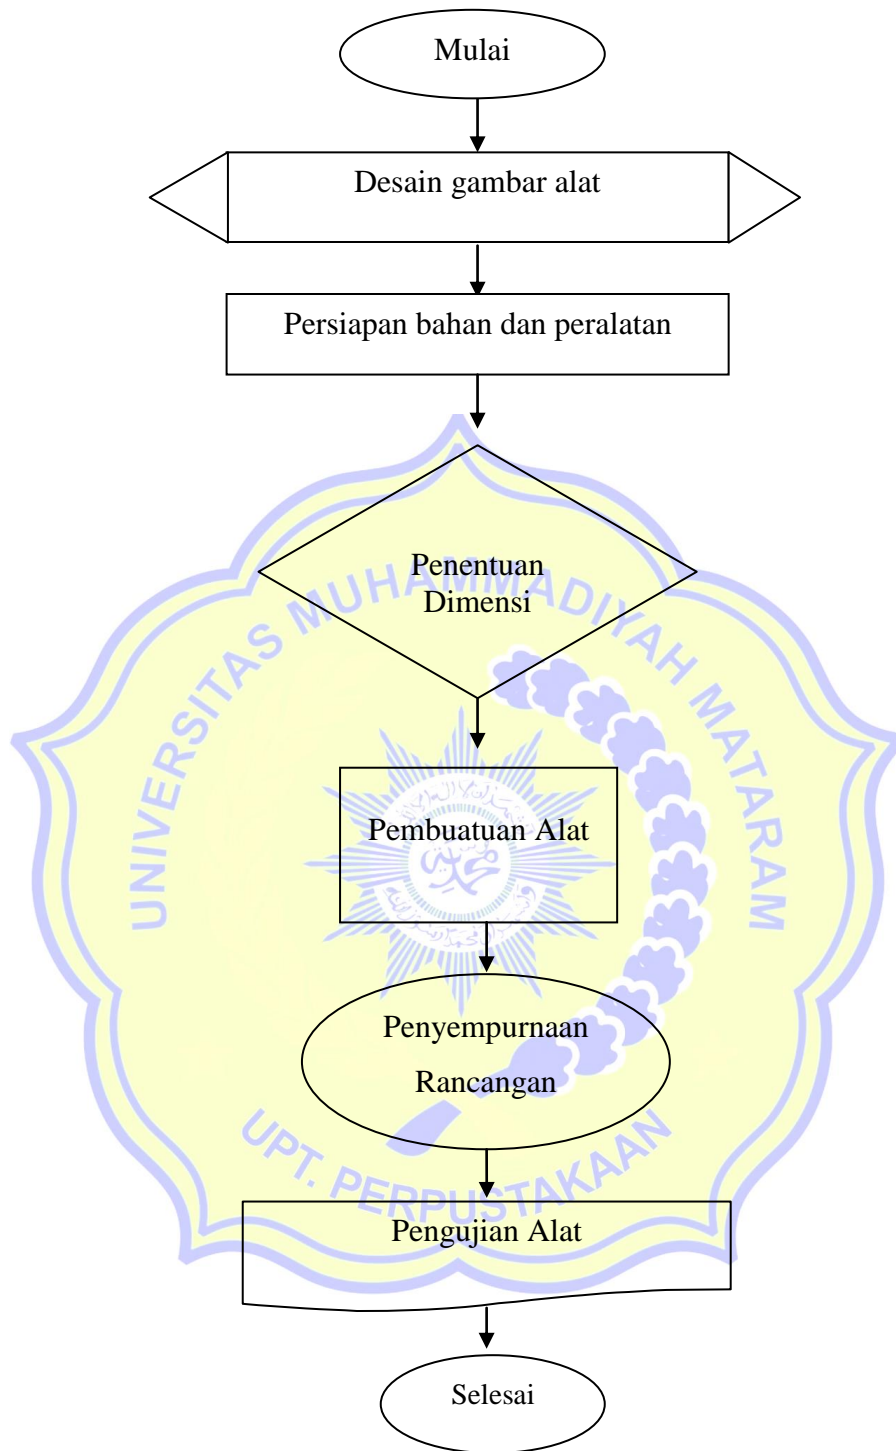 Mulai
Desain gambar alat
Persiapan bahan dan peralatan
Penentuan
Dimensi
UNIVERSITAS MUHAMMADIYAH MATARAM
Pembuatuan Alat
Penyempurnaan
Rancangan
UPT. PERPUSTAKAAN
Pengujian Alat
Selesai